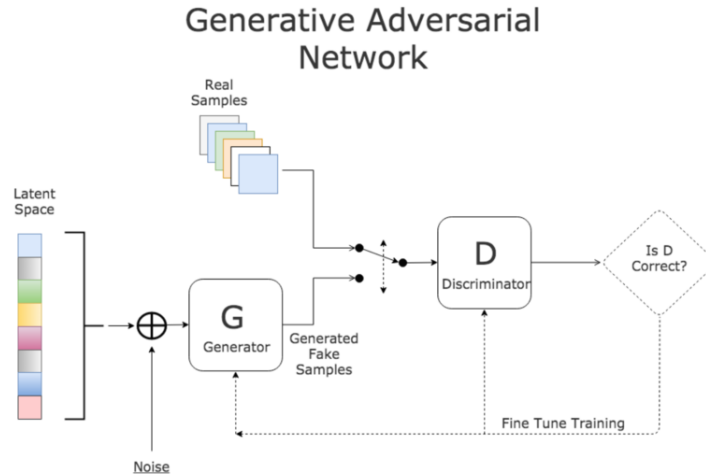 Generative Adversarial
Network
Real
Samples
Latent
Space
D
Discriminator
Is D
Correct?
G
Generator
Generated
Fake
Samples
Fine Tune Training
Noise